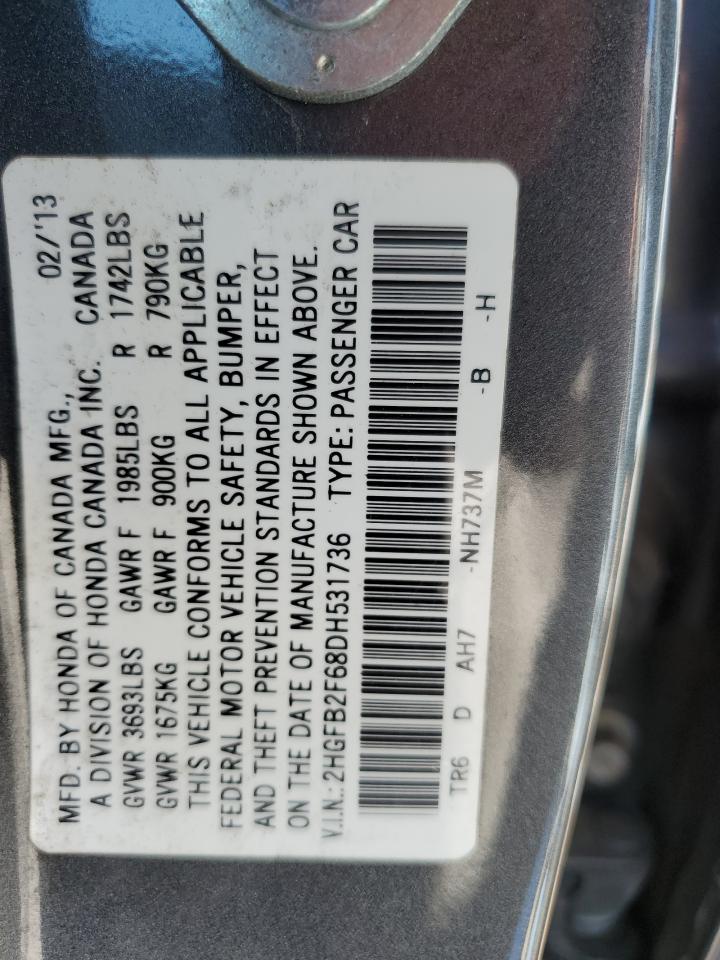 MFD. BY HONDA OF CANADA MFG., 02/'13
A DIVISION OF HONDA CANADA INC. CANADA
GVWR 3693LBS GAWR F 1985LBS R 1742LBS
GVWR 1675KG GAWR F 900KG R 790KG
THIS VEHICLE CONFORMS TO ALL APPLICABLE
FEDERAL MOTOR VEHICLE SAFETY, BUMPER,
AND THEFT PREVENTION STANDARDS IN EFFECT
ON THE DATE OF MANUFACTURE SHOWN ABOVE.
V.I.N.: 2HGFB2F68DH531736 TYPE: PASSENGER CAR
TR6 D AH7 -NH737M -B -H